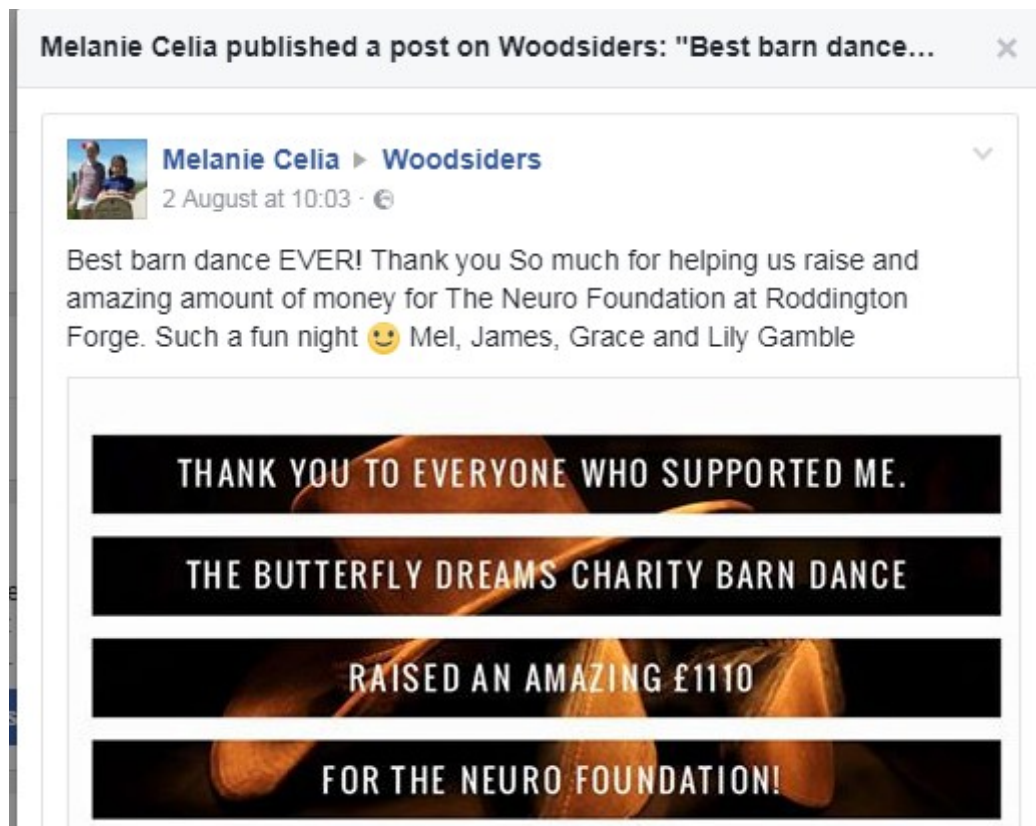 Melanie Celia published a post on Woodsiders: "Best barn dance...
Melanie Celia ▸ Woodsiders
2 August at 10:03 ·
Best barn dance EVER! Thank you So much for helping us raise and
amazing amount of money for The Neuro Foundation at Roddington
Forge. Such a fun night 🙂 Mel, James, Grace and Lily Gamble
THANK YOU TO EVERYONE WHO SUPPORTED ME.
THE BUTTERFLY DREAMS CHARITY BARN DANCE
RAISED AN AMAZING £1110
FOR THE NEURO FOUNDATION!